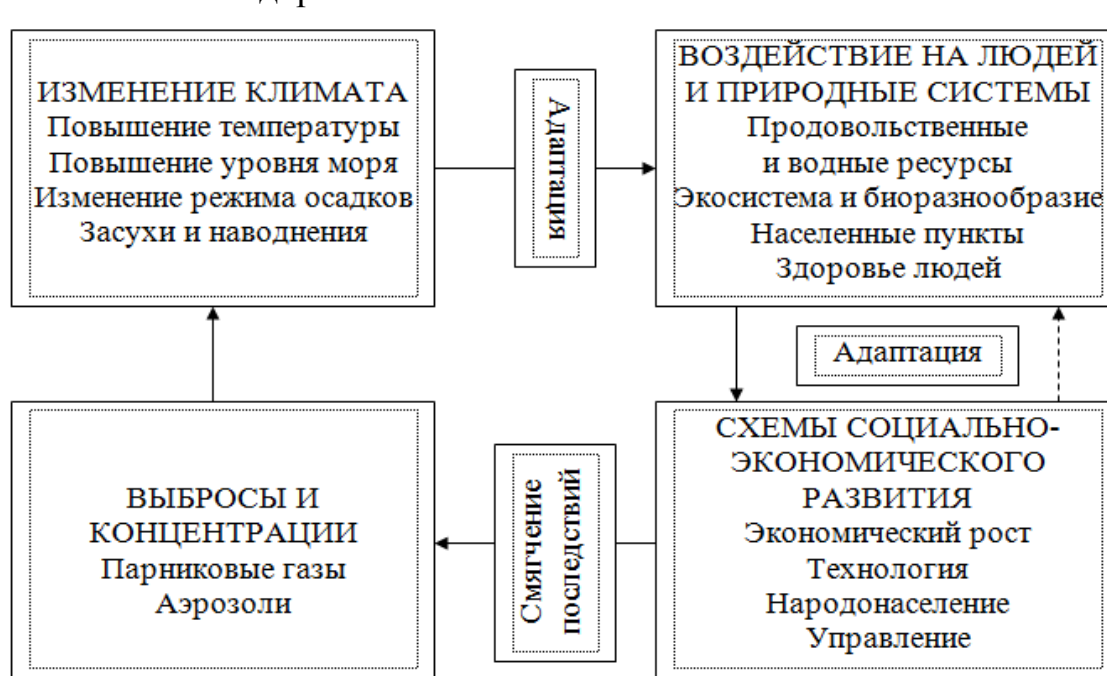 ИЗМЕНЕНИЕ КЛИМАТА
Повышение температуры
Повышение уровня моря
Изменение режима осадков
Засухи и наводнения
Адаптация
ВОЗДЕЙСТВИЕ НА ЛЮДЕЙ
И ПРИРОДНЫЕ СИСТЕМЫ
Продовольственные
и водные ресурсы
Экосистема и биоразнообразие
Населенные пункты
Здоровье людей
Адаптация
ВЫБРОСЫ И
КОНЦЕНТРАЦИИ
Парниковые газы
Аэрозоли
Смягчение
последствий
СХЕМЫ СОЦИАЛЬНО-
ЭКОНОМИЧЕСКОГО
РАЗВИТИЯ
Экономический рост
Технология
Народонаселение
Управление